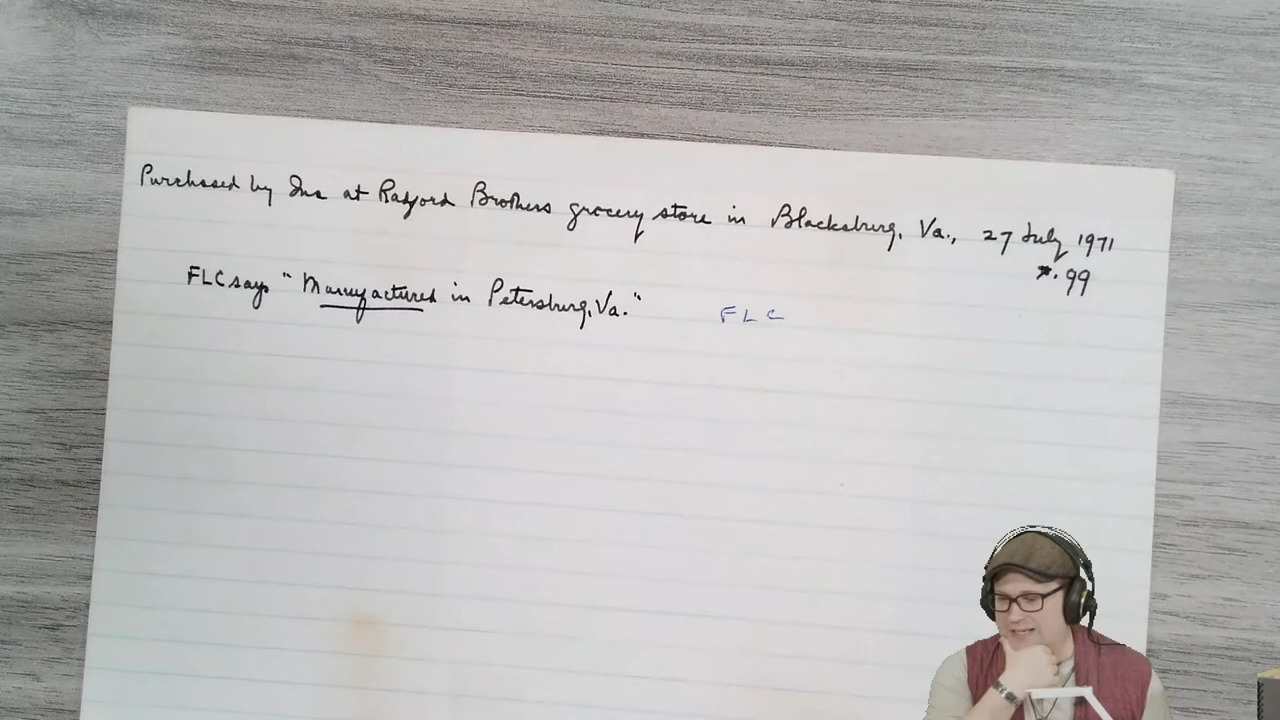 Purchased by Ina at Radford Brothers grocery store in Blacksburg, Va., 27 July 1971
.99
FLC says "Manufactured in Petersburg, Va." FLC